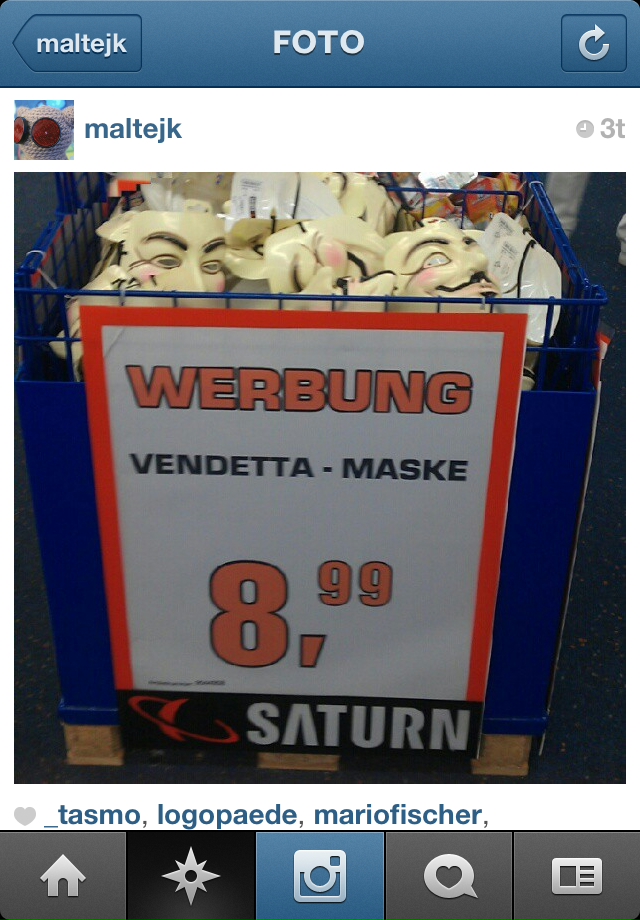 maltejk
FOTO
maltejk
3t
WERBUNG
VENDETTA - MASKE
8,99
SATURN
_tasmo, logopaede, mariofischer,